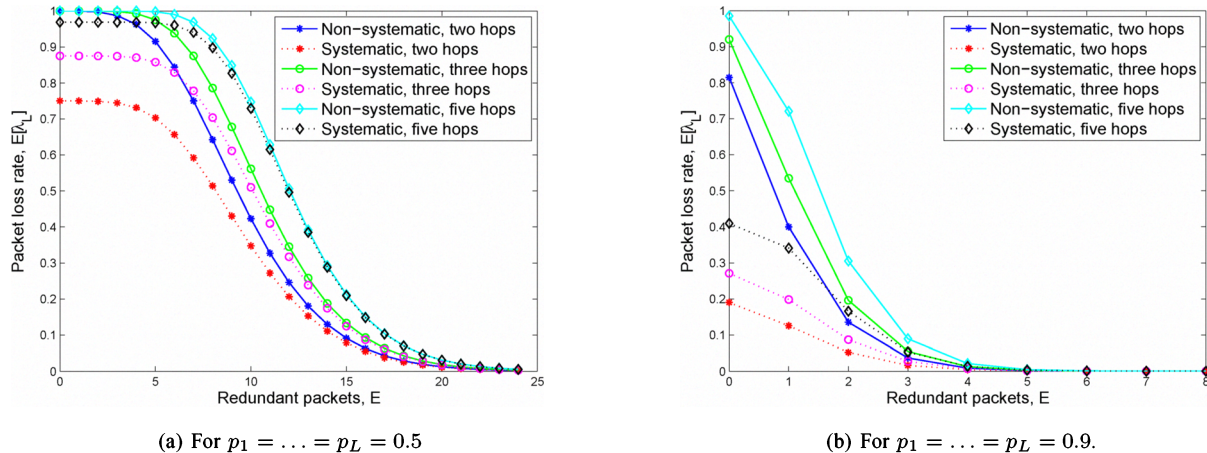 Packet loss rate, E[Λ_L]
1
0.9
0.8
0.7
0.6
0.5
0.4
0.3
0.2
0.1
0
0
5
10
15
20
25
Redundant packets, E
Non-systematic, two hops
Systematic, two hops
Non-systematic, three hops
Systematic, three hops
Non-systematic, five hops
Systematic, five hops
(a) For p₁ = … = p_L = 0.5
Packet loss rate, E[Λ_L]
1
0.9
0.8
0.7
0.6
0.5
0.4
0.3
0.2
0.1
0
0
1
2
3
4
5
6
7
8
Redundant packets, E
Non-systematic, two hops
Systematic, two hops
Non-systematic, three hops
Systematic, three hops
Non-systematic, five hops
Systematic, five hops
(b) For p₁ = … = p_L = 0.9.